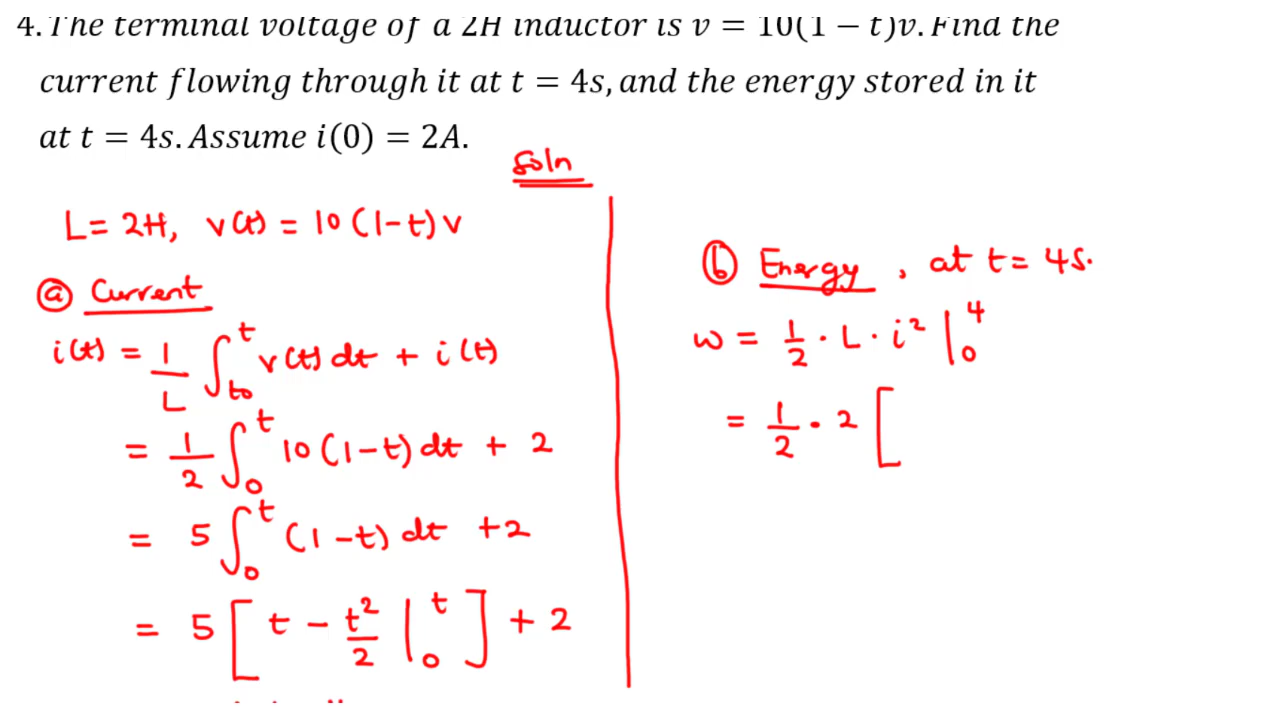 4. The terminal voltage of a 2H inductor is v = 10(1 − t)v. Find the
current flowing through it at t = 4s, and the energy stored in it
at t = 4s. Assume i(0) = 2A.
Soln
L = 2H, v(t) = 10(1-t)v
ⓐ Current
i(t) = 1/L ∫_{to}^{t} v(t) dt + i(t)
= 1/2 ∫_0^t 10(1-t) dt + 2
= 5 ∫_0^t (1-t) dt +2
= 5 [ t - t²/2 |_0^t ] + 2
ⓑ Energy, at t = 4s.
w = 1/2 · L · i² |_0^4
= 1/2 · 2 [